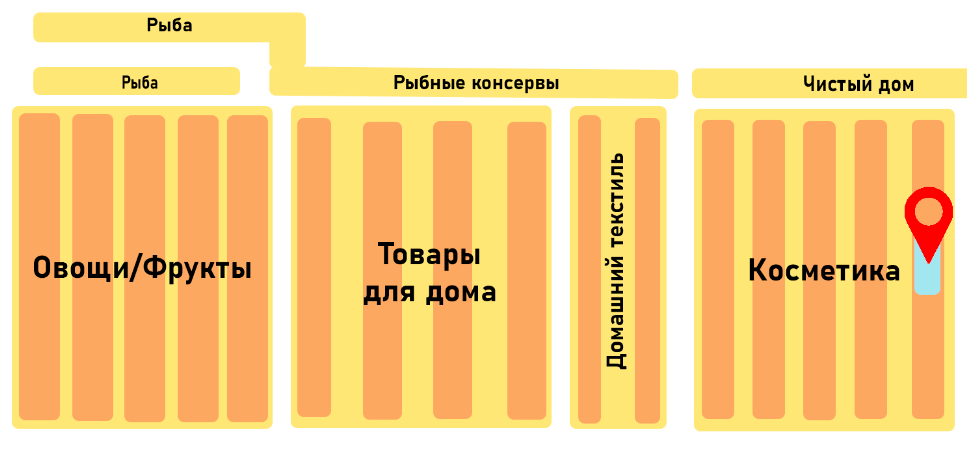 Рыба
Рыба
Рыбные консервы
Чистый дом
Овощи/Фрукты
Товары
для дома
Домашний текстиль
Косметика